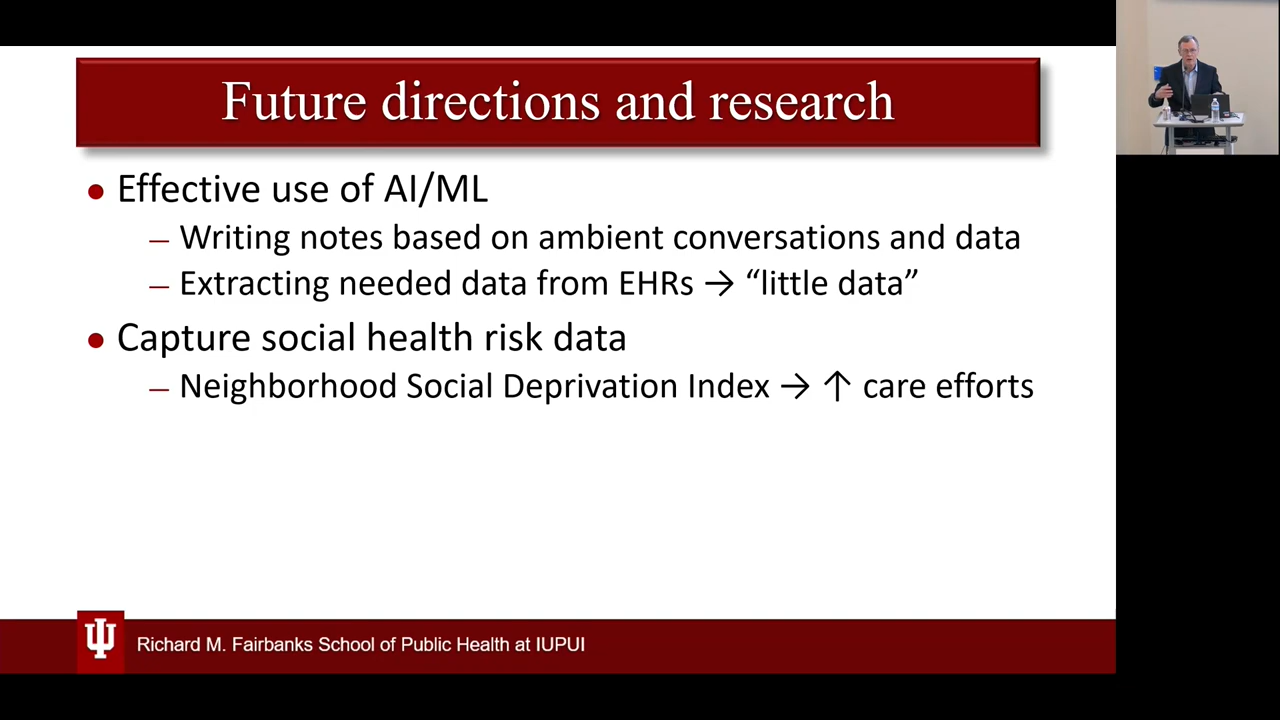 Future directions and research
● Effective use of AI/ML
– Writing notes based on ambient conversations and data
– Extracting needed data from EHRs → “little data”
● Capture social health risk data
– Neighborhood Social Deprivation Index → ↑ care efforts
Richard M. Fairbanks School of Public Health at IUPUI